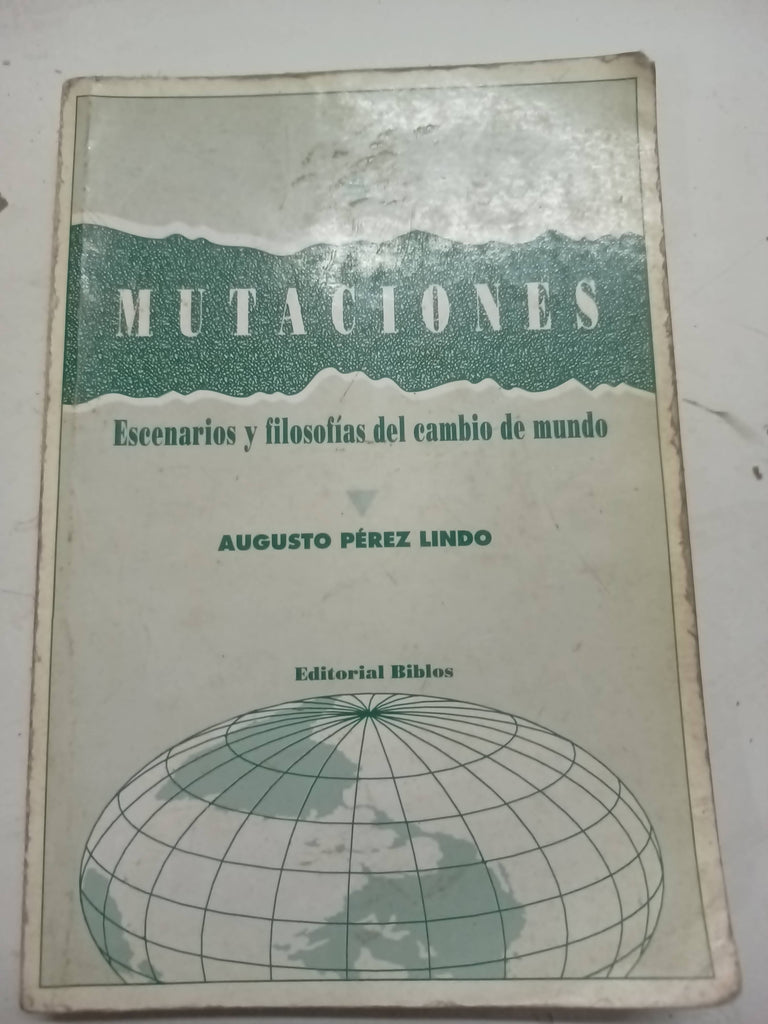 MUTACIONES
Escenarios y filosofías del cambio de mundo
AUGUSTO PÉREZ LINDO
Editorial Biblos